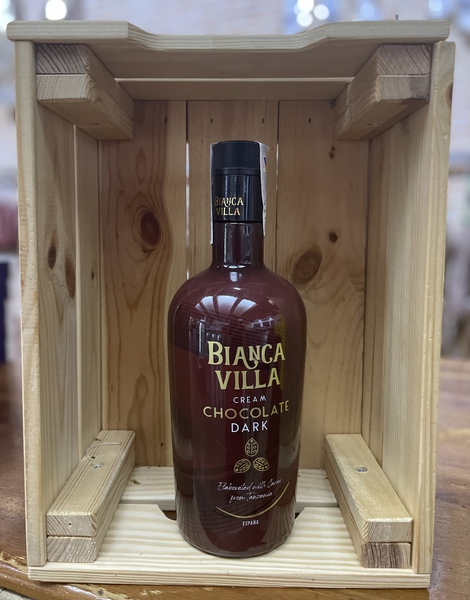 BIANCA
VILLA
BIANCA
VILLA
CREAM
CHOCOLATE
DARK
Elaborated with Cacao
from Tanzania
ESPAÑA